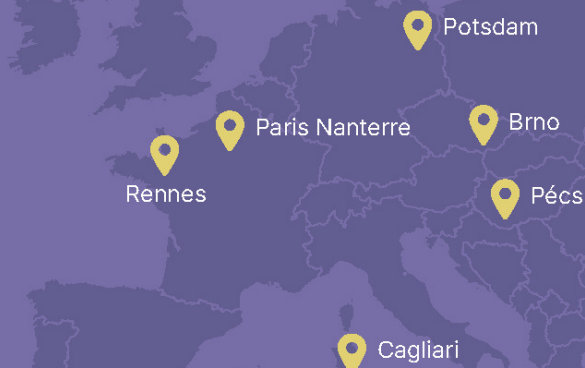 Potsdam
Paris Nanterre
Brno
Rennes
Pécs
Cagliari